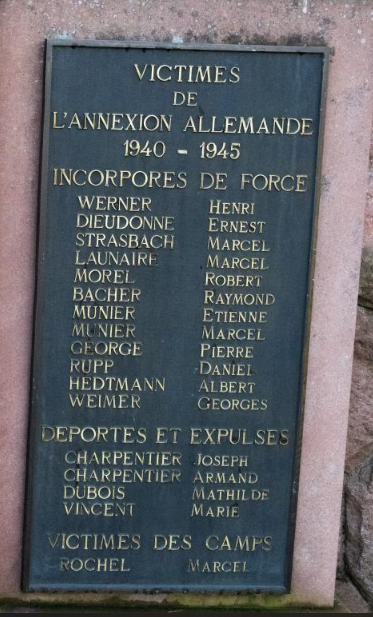 VICTIMES
DE
L'ANNEXION ALLEMANDE
1940 - 1945
INCORPORES DE FORCE
WERNER HENRI
DIEUDONNE ERNEST
STRASBACH MARCEL
LAUNAIRE MARCEL
MOREL ROBERT
BACHER RAYMOND
MUNIER ETIENNE
MUNIER MARCEL
GEORGE PIERRE
RUPP DANIEL
HEDTMANN ALBERT
WEIMER GEORGES
DEPORTES ET EXPULSES
CHARPENTIER JOSEPH
CHARPENTIER ARMAND
DUBOIS MATHILDE
VINCENT MARIE
VICTIMES DES CAMPS
ROCHEL MARCEL